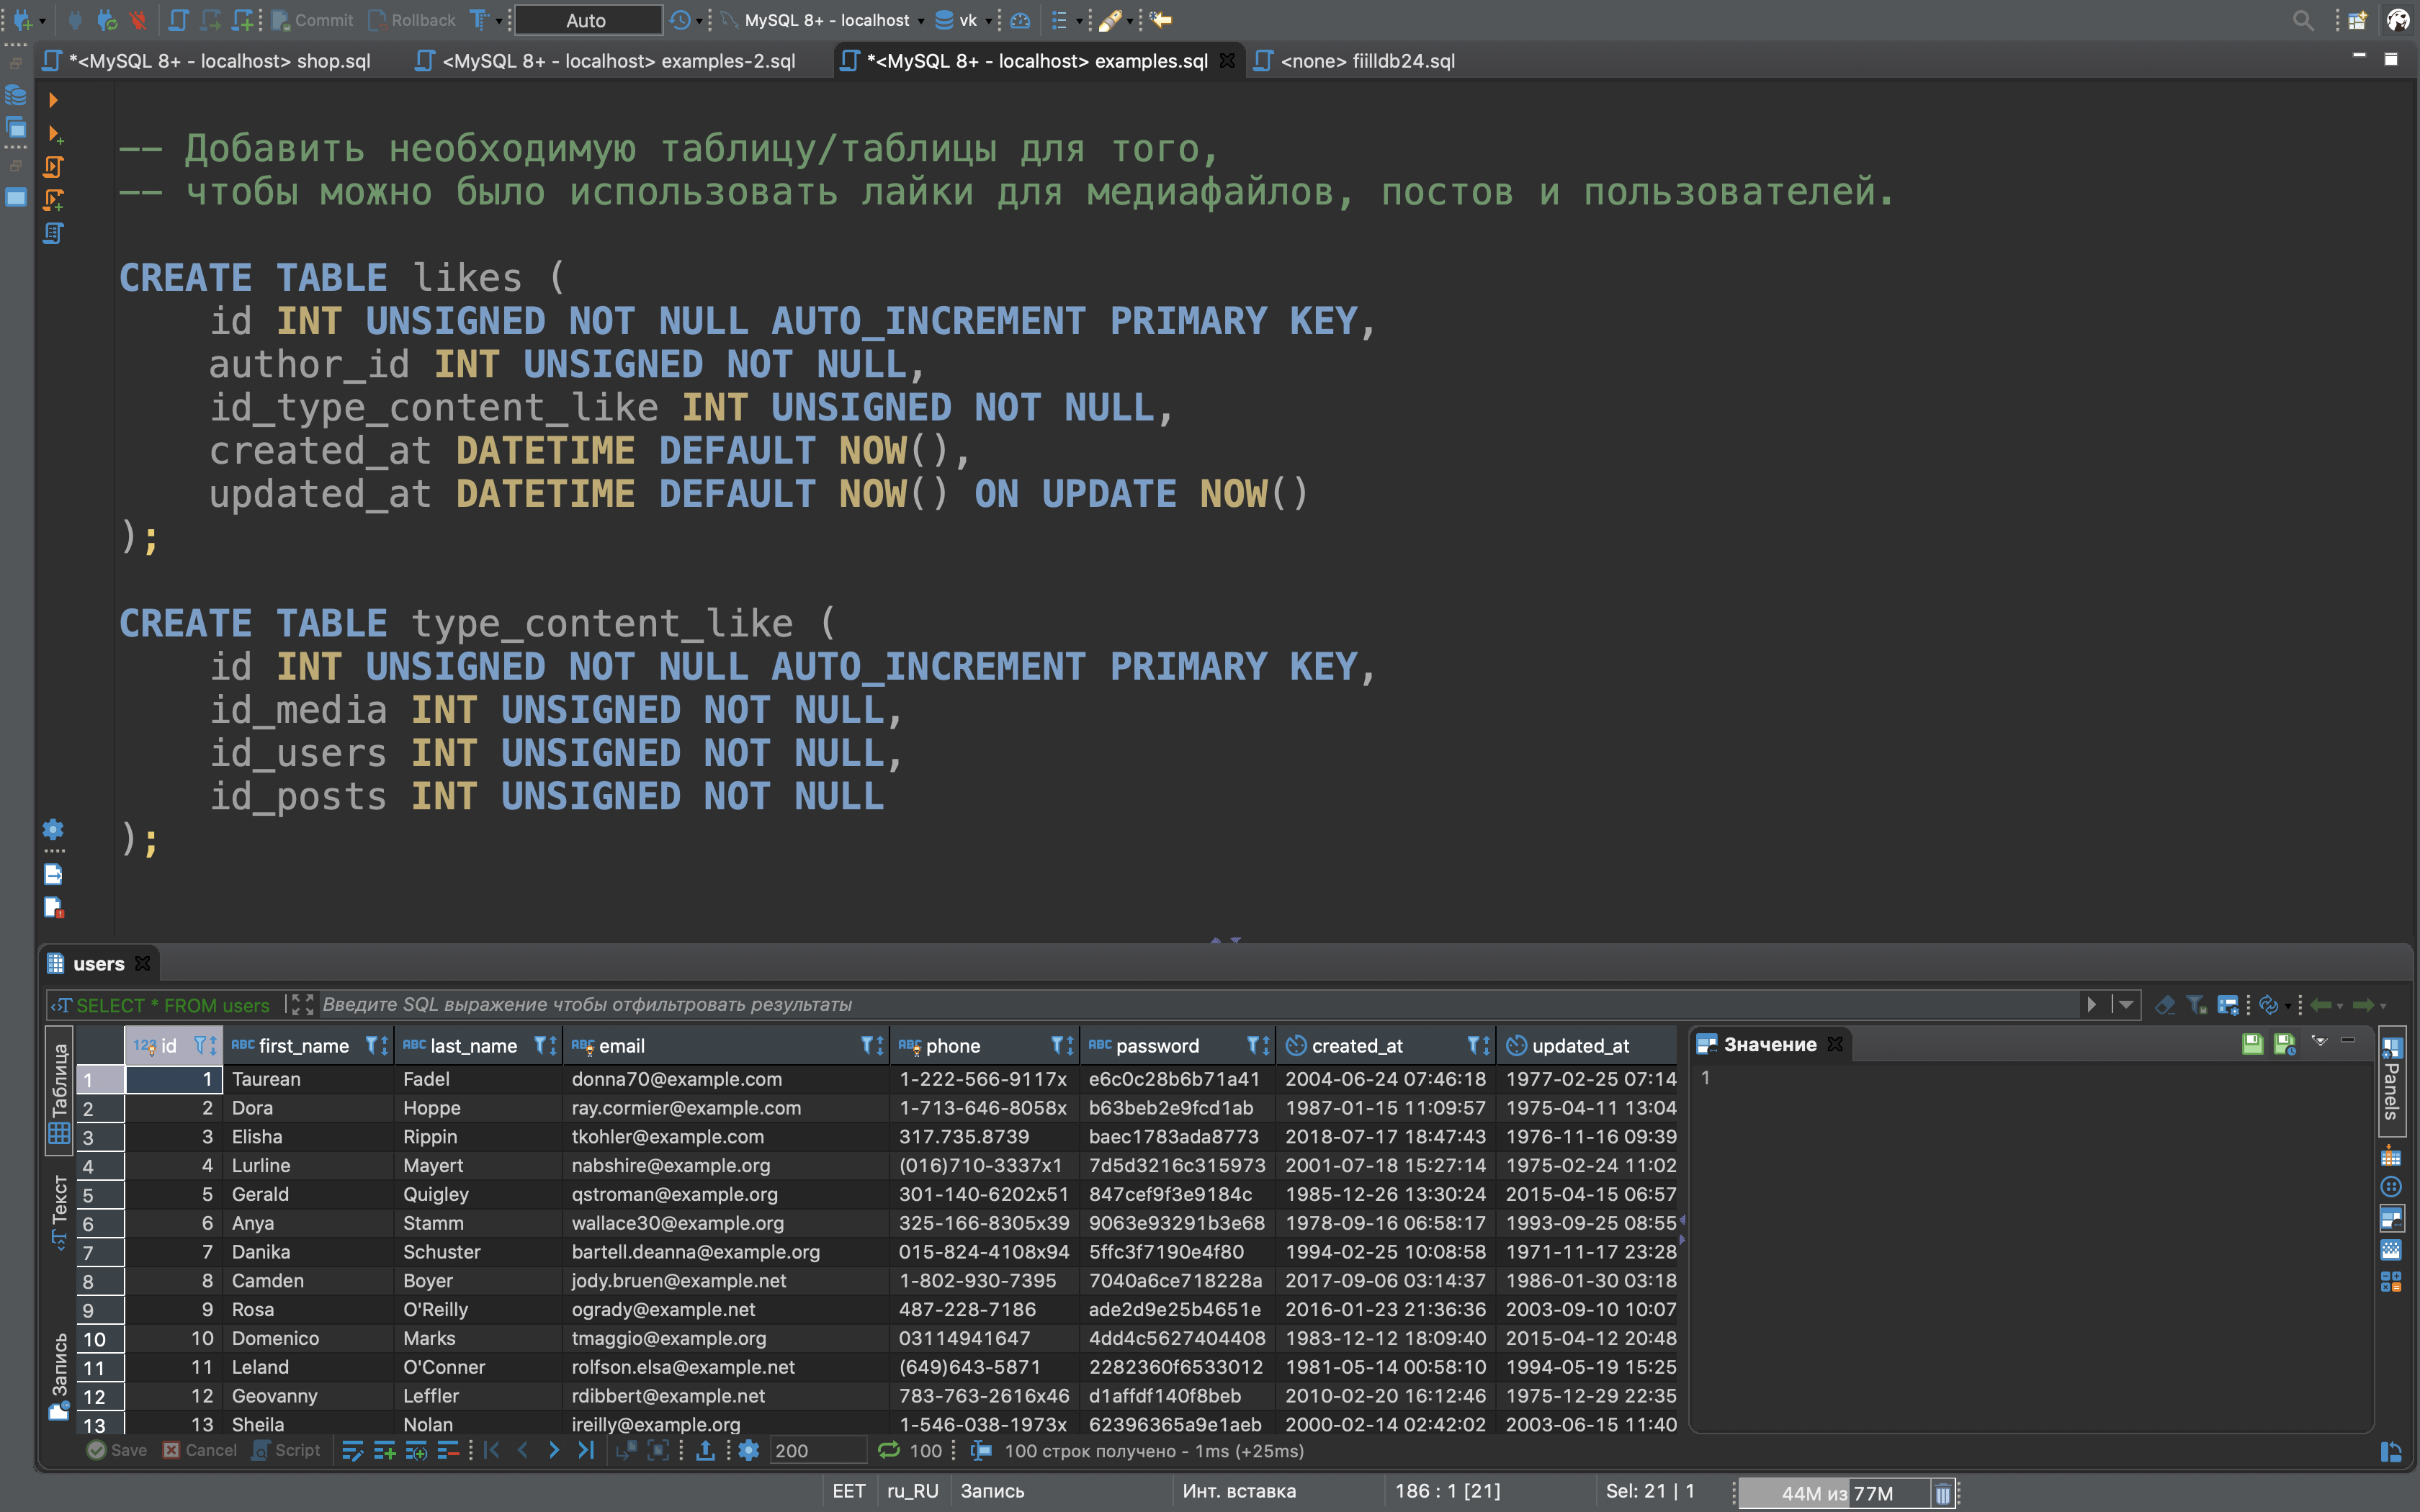 Commit Rollback Auto MySQL 8+ - localhost vk
*<MySQL 8+ - localhost> shop.sql <MySQL 8+ - localhost> examples-2.sql *<MySQL 8+ - localhost> examples.sql <none> fiilldb24.sql
-- Добавить необходимую таблицу/таблицы для того,
-- чтобы можно было использовать лайки для медиафайлов, постов и пользователей.
CREATE TABLE likes (
id INT UNSIGNED NOT NULL AUTO_INCREMENT PRIMARY KEY,
author_id INT UNSIGNED NOT NULL,
id_type_content_like INT UNSIGNED NOT NULL,
created_at DATETIME DEFAULT NOW(),
updated_at DATETIME DEFAULT NOW() ON UPDATE NOW()
);
CREATE TABLE type_content_like (
id INT UNSIGNED NOT NULL AUTO_INCREMENT PRIMARY KEY,
id_media INT UNSIGNED NOT NULL,
id_users INT UNSIGNED NOT NULL,
id_posts INT UNSIGNED NOT NULL
);
users
SELECT * FROM users Введите SQL выражение чтобы отфильтровать результаты
Таблица
Текст
Запись
123 id ABC first_name ABC last_name ABC email ABC phone ABC password created_at updated_at
1 1 Taurean Fadel donna70@example.com 1-222-566-9117x e6c0c28b6b71a41 2004-06-24 07:46:18 1977-02-25 07:14
2 2 Dora Hoppe ray.cormier@example.com 1-713-646-8058x b63beb2e9fcd1ab 1987-01-15 11:09:57 1975-04-11 13:04
3 3 Elisha Rippin tkohler@example.com 317.735.8739 baec1783ada8773 2018-07-17 18:47:43 1976-11-16 09:39
4 4 Lurline Mayert nabshire@example.org (016)710-3337x1 7d5d3216c315973 2001-07-18 15:27:14 1975-02-24 11:02
5 5 Gerald Quigley qstroman@example.org 301-140-6202x51 847cef9f3e9184c 1985-12-26 13:30:24 2015-04-15 06:57
6 6 Anya Stamm wallace30@example.org 325-166-8305x39 9063e93291b3e68 1978-09-16 06:58:17 1993-09-25 08:55
7 7 Danika Schuster bartell.deanna@example.org 015-824-4108x94 5ffc3f7190e4f80 1994-02-25 10:08:58 1971-11-17 23:28
8 8 Camden Boyer jody.bruen@example.net 1-802-930-7395 7040a6ce718228a 2017-09-06 03:14:37 1986-01-30 03:18
9 9 Rosa O'Reilly ogrady@example.net 487-228-7186 ade2d9e25b4651e 2016-01-23 21:36:36 2003-09-10 10:07
10 10 Domenico Marks tmaggio@example.org 03114941647 4dd4c5627404408 1983-12-12 18:09:40 2015-04-12 20:48
11 11 Leland O'Conner rolfson.elsa@example.net (649)643-5871 2282360f6533012 1981-05-14 00:58:10 1994-05-19 15:25
12 12 Geovanny Leffler rdibbert@example.net 783-763-2616x46 d1affdf140f8beb 2010-02-20 16:12:46 1975-12-29 22:35
13 13 Sheila Nolan ireilly@example.org 1-546-038-1973x 62396365a9e1aeb 2000-02-14 02:42:02 2003-06-15 11:40
Значение
1
Panels
Save Cancel Script 200 100 100 строк получено - 1ms (+25ms)
EET ru_RU Запись Инт. вставка 186 : 1 [21] Sel: 21 | 1 44M из 77M